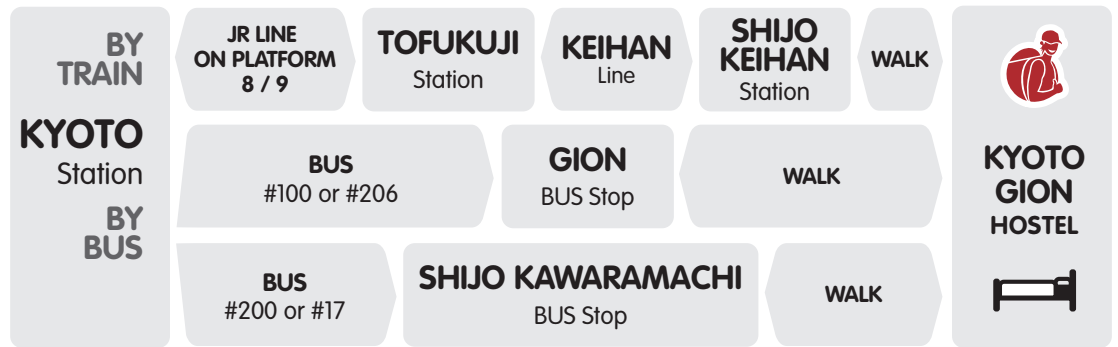 BY
TRAIN
KYOTO
Station
BY
BUS
JR LINE
ON PLATFORM
8 / 9
TOFUKUJI
Station
KEIHAN
Line
SHIJO
KEIHAN
Station
WALK
BUS
#100 or #206
GION
BUS Stop
WALK
BUS
#200 or #17
SHIJO KAWARAMACHI
BUS Stop
WALK
KYOTO
GION
HOSTEL